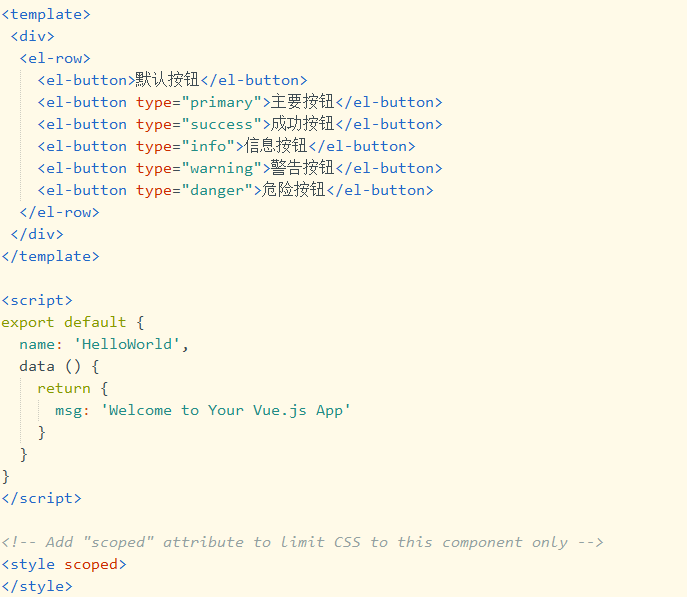 <template>
 <div>
  <el-row>
    <el-button>默认按钮</el-button>
    <el-button type="primary">主要按钮</el-button>
    <el-button type="success">成功按钮</el-button>
    <el-button type="info">信息按钮</el-button>
    <el-button type="warning">警告按钮</el-button>
    <el-button type="danger">危险按钮</el-button>
  </el-row>
 </div>
</template>

<script>
export default {
  name: 'HelloWorld',
  data () {
    return {
      msg: 'Welcome to Your Vue.js App'
    }
  }
}
</script>

<!-- Add "scoped" attribute to limit CSS to this component only -->
<style scoped>
</style>